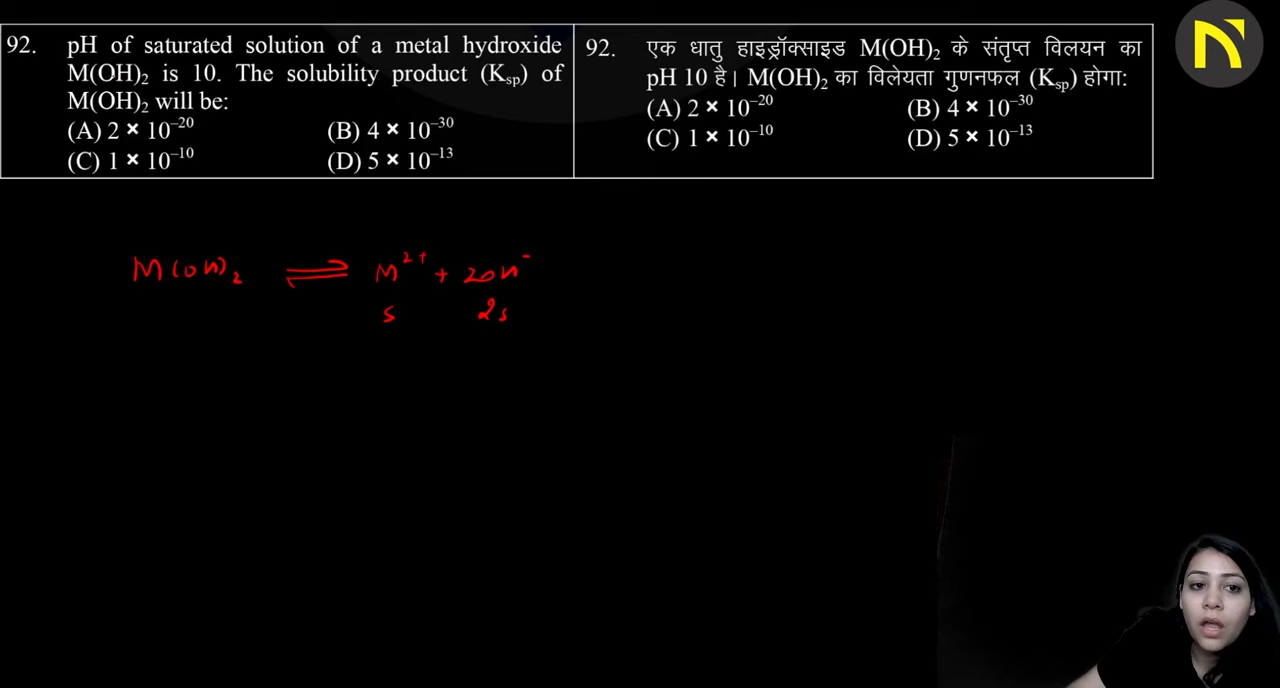 92. pH of saturated solution of a metal hydroxide
M(OH)₂ is 10. The solubility product (Kₛₚ) of
M(OH)₂ will be:
(A) 2 × 10⁻²⁰ (B) 4 × 10⁻³⁰
(C) 1 × 10⁻¹⁰ (D) 5 × 10⁻¹³
92. एक धातु हाइड्रॉक्साइड M(OH)₂ के संतृप्त विलयन का
pH 10 है। M(OH)₂ का विलेयता गुणनफल (Kₛₚ) होगा:
(A) 2 × 10⁻²⁰ (B) 4 × 10⁻³⁰
(C) 1 × 10⁻¹⁰ (D) 5 × 10⁻¹³
M(OH)₂ ⇌ M²⁺ + 2OH⁻
s 2s